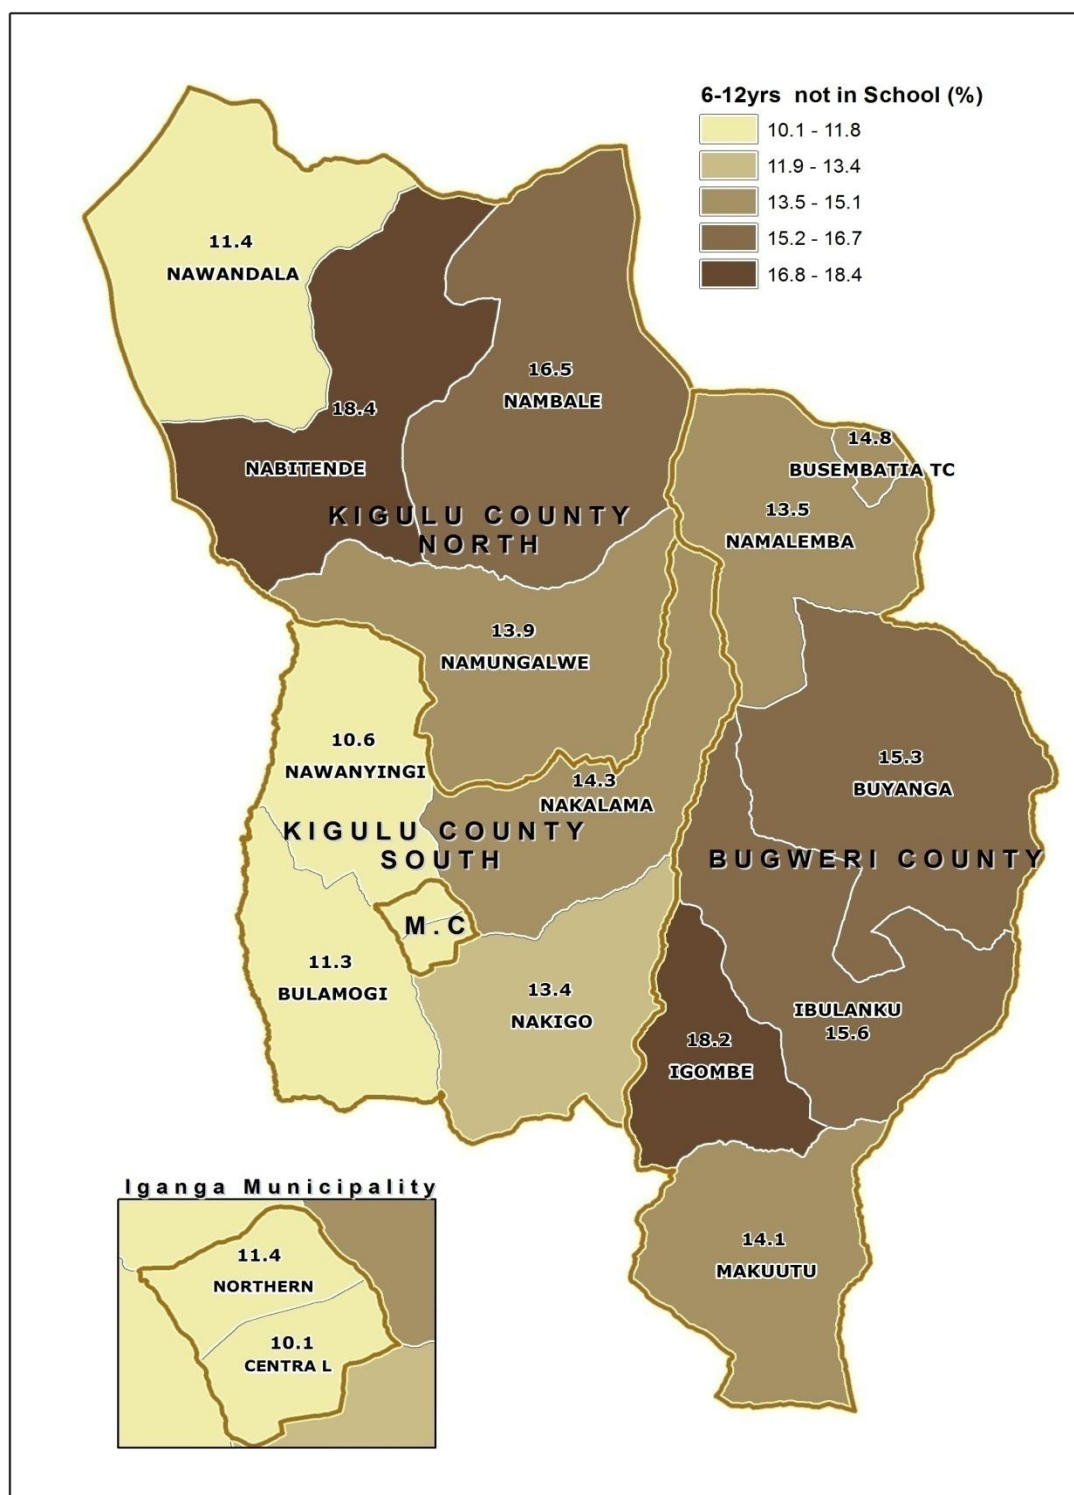 6-12yrs not in School (%)
10.1 - 11.8
11.9 - 13.4
13.5 - 15.1
15.2 - 16.7
16.8 - 18.4
11.4
NAWANDALA
16.5
NAMBALE
18.4
NABITENDE
14.8
BUSEMBATIA TC
13.5
NAMALEMBA
KIGULU COUNTY
NORTH
13.9
NAMUNGALWE
10.6
NAWANYINGI
14.3
NAKALAMA
15.3
BUYANGA
KIGULU COUNTY
SOUTH
BUGWERI COUNTY
M.C
11.3
BULAMOGI
13.4
NAKIGO
IBULANKU
15.6
18.2
IGOMBE
14.1
MAKUUTU
Iganga Municipality
11.4
NORTHERN
10.1
CENTRA L